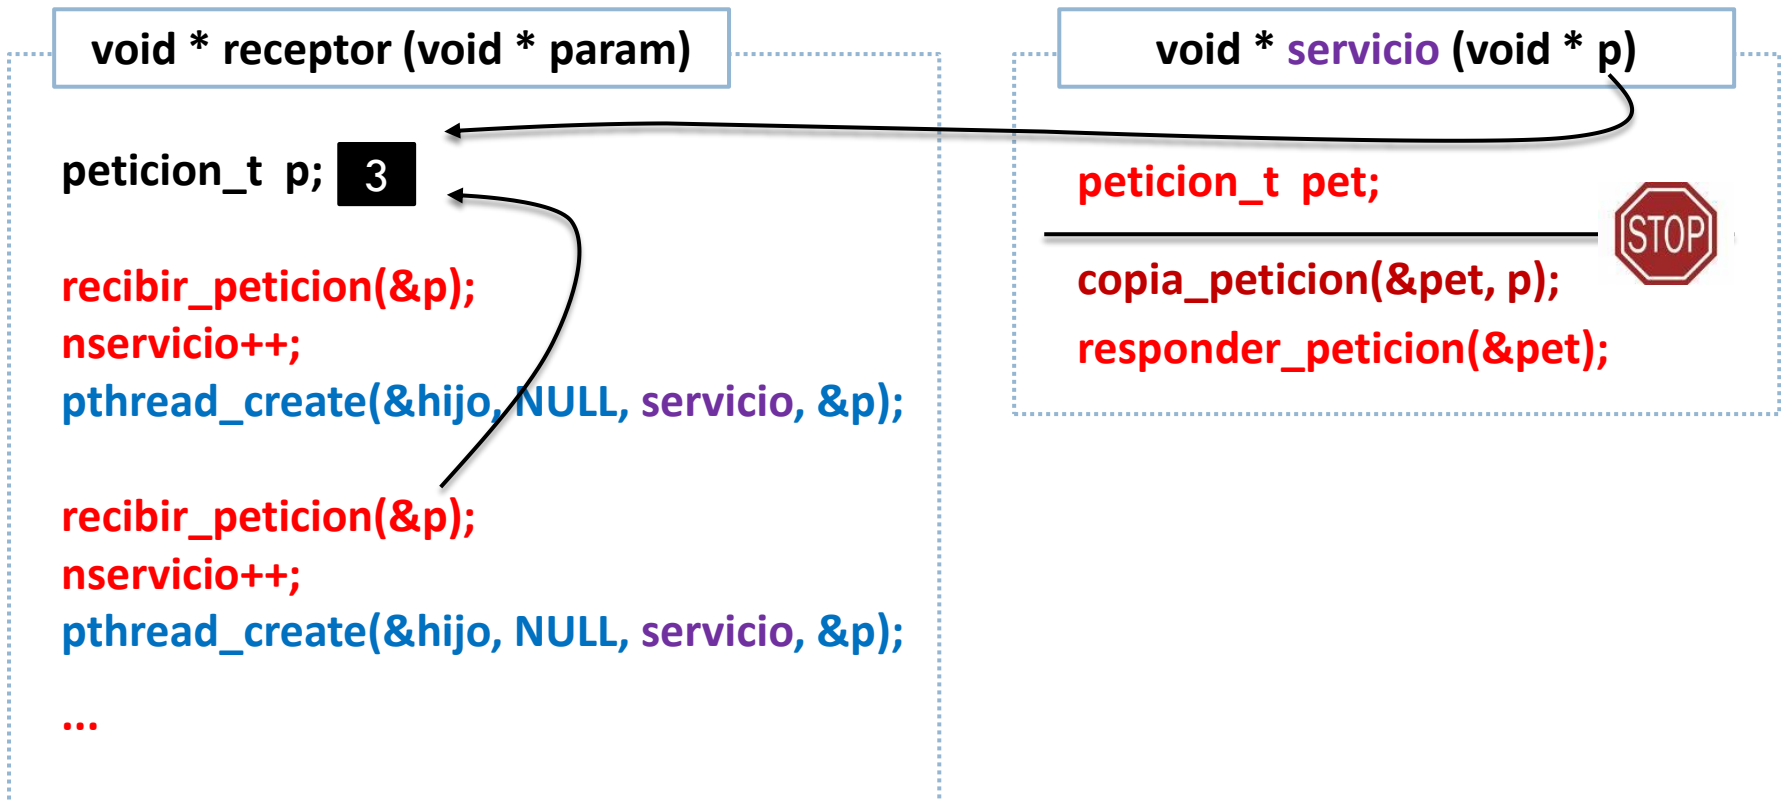 void * receptor (void * param)
peticion_t p; 3
recibir_peticion(&p);
nservicio++;
pthread_create(&hijo, NULL, servicio, &p);
recibir_peticion(&p);
nservicio++;
pthread_create(&hijo, NULL, servicio, &p);
...
void * servicio (void * p)
peticion_t pet;
STOP
copia_peticion(&pet, p);
responder_peticion(&pet);